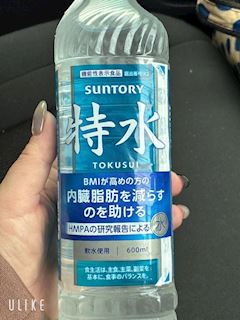 機能性表示食品
SUNTORY
特水
TOKUSUI
BMIが高めの方の
内臓脂肪を減らす
のを助ける
HMPAの研究報告による
水
軟水使用
600ml
食生活は、主食、主菜、副菜を
基本に、食事のバランスを。
ULIKE